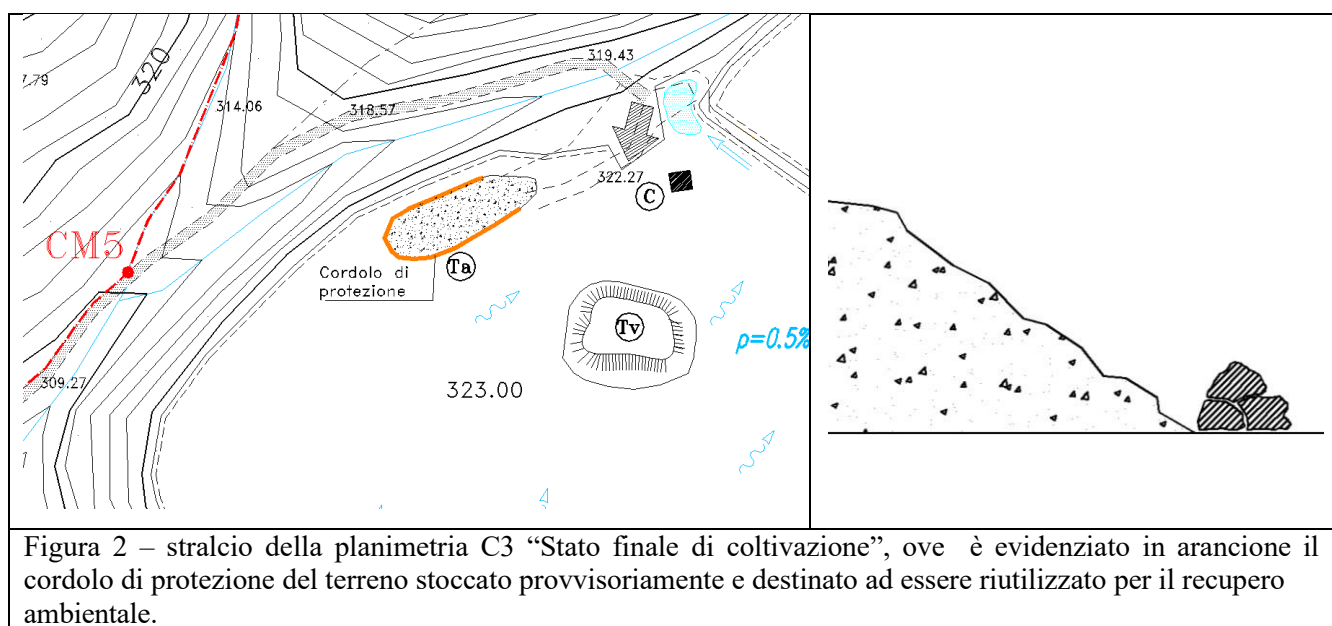 319.43
7.79
320
314.06
318.57
322.27
C
CM5
Ta
Cordolo di
protezione
Tv
p=0.5%
323.00
309.27
Figura 2 – stralcio della planimetria C3 “Stato finale di coltivazione”, ove è evidenziato in arancione il
cordolo di protezione del terreno stoccato provvisoriamente e destinato ad essere riutilizzato per il recupero
ambientale.